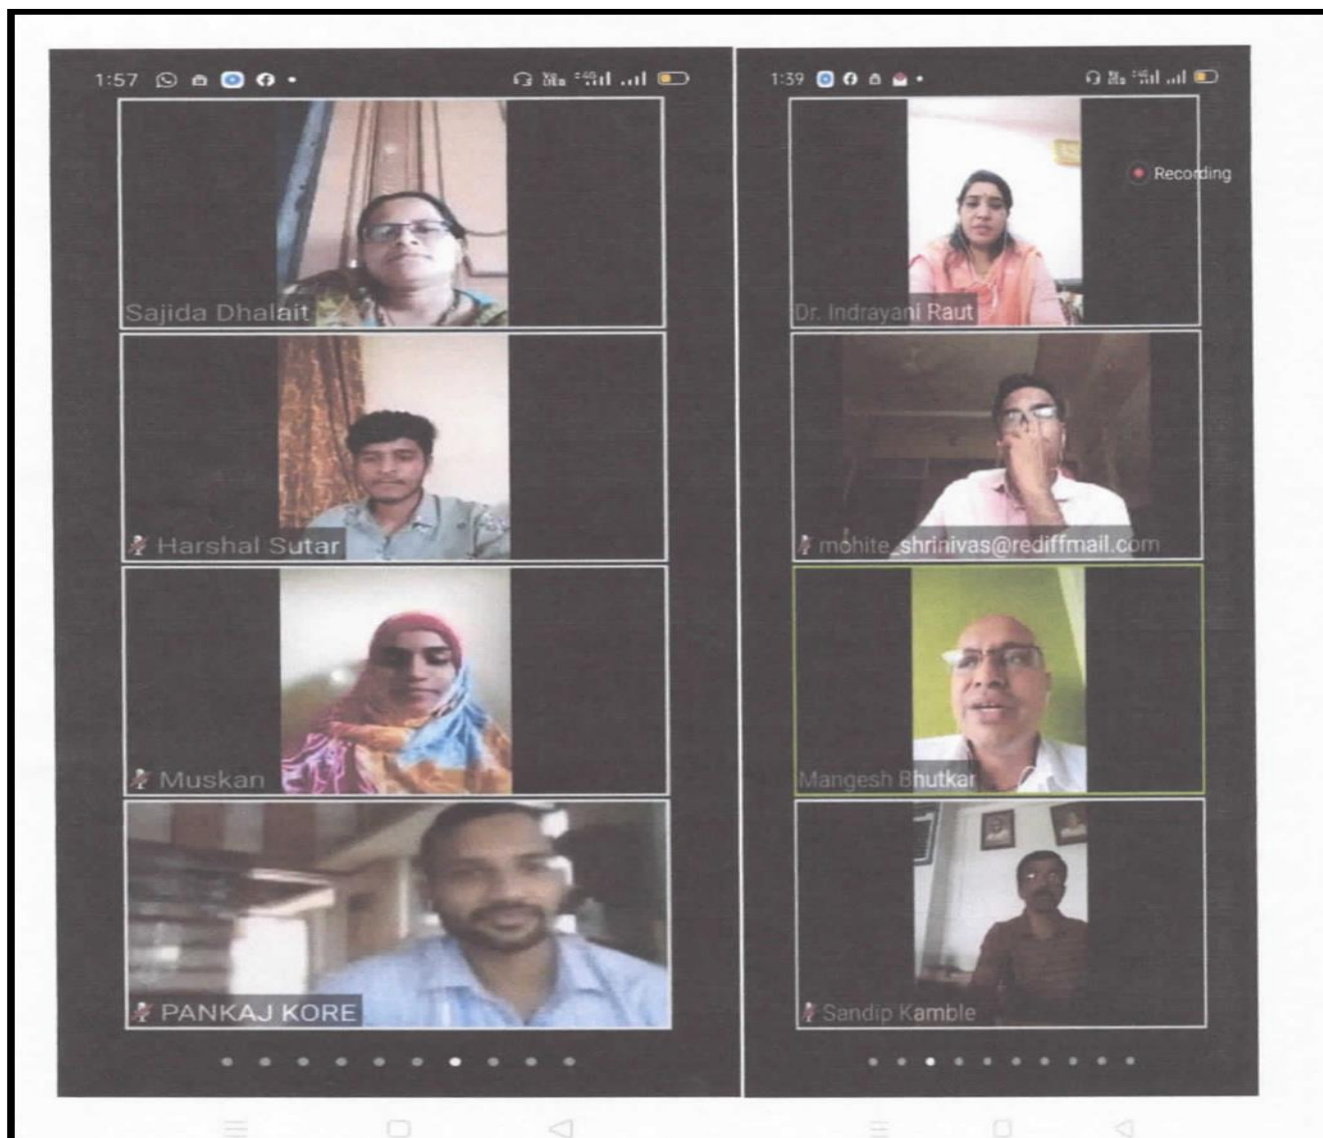 1:57
Sajida Dhalait
Harshal Sutar
Muskan
PANKAJ KORE
1:39
Recording
Dr. Indrayani Raut
mohite_shrinivas@rediffmail.com
Mangesh Bhutkar
Sandip Kamble